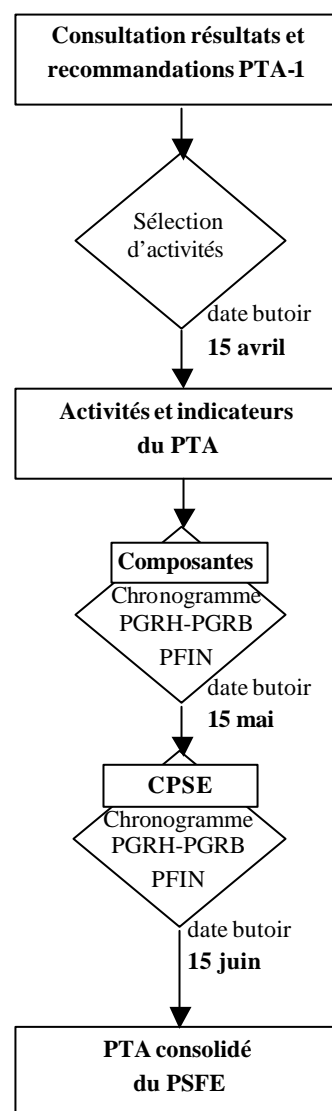 Consultation résultats et
recommandations PTA-1
Sélection
d'activités
date butoir
15 avril
Activités et indicateurs
du PTA
Composantes
Chronogramme
PGRH-PGRB
PFIN
date butoir
15 mai
CPSE
Chronogramme
PGRH-PGRB
PFIN
date butoir
15 juin
PTA consolidé
du PSFE